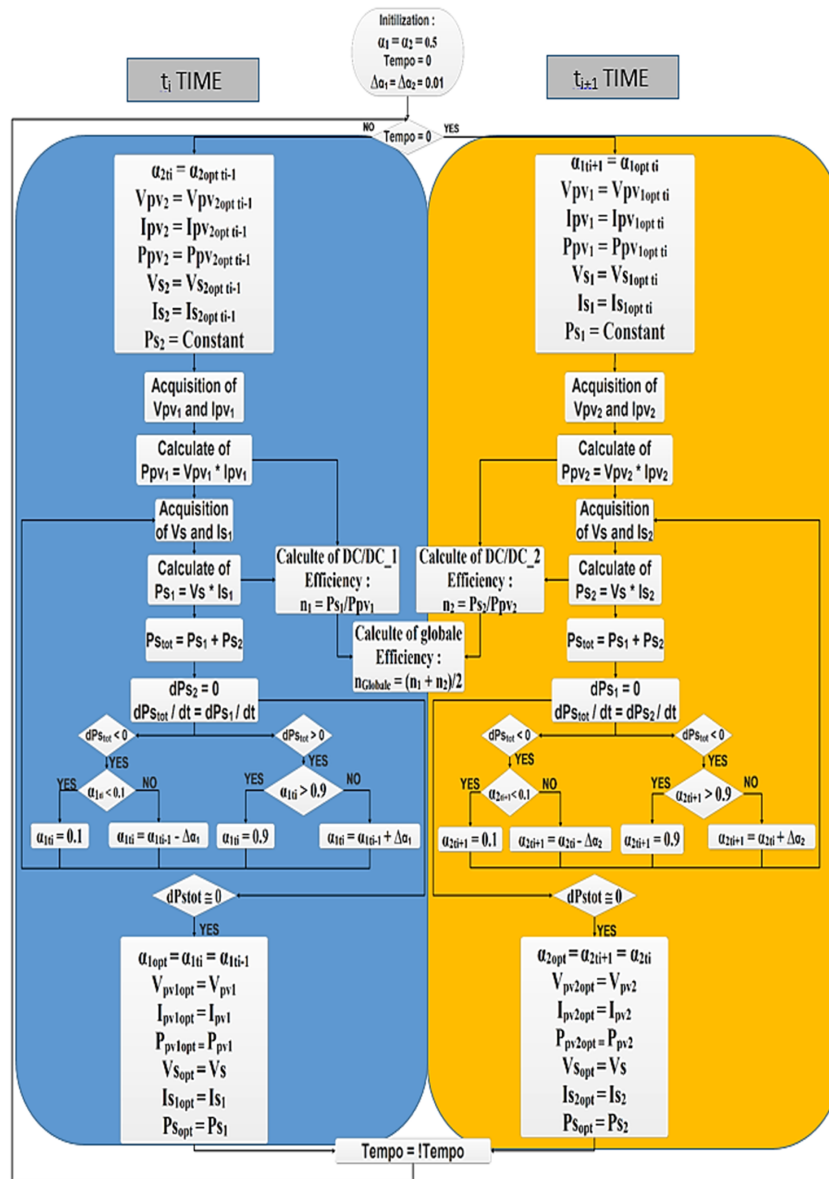 Initilization :
α₁ = α₂ = 0.5
Tempo = 0
Δα₁ = Δα₂ = 0.01
tᵢ TIME
tᵢ₊₁ TIME
NO
Tempo = 0
YES
α₂ti = α₂opt ti-1
Vpv₂ = Vpv₂opt ti-1
Ipv₂ = Ipv₂opt ti-1
Ppv₂ = Ppv₂opt ti-1
Vs₂ = Vs₂opt ti-1
Is₂ = Is₂opt ti-1
Ps₂ = Constant
Acquisition of
Vpv₁ and Ipv₁
Calculate of
Ppv₁ = Vpv₁ * Ipv₁
Acquisition
of Vs and Is₁
Calculate of
Ps₁ = Vs * Is₁
Pstot = Ps₁ + Ps₂
dPs₂ = 0
dPstot / dt = dPs₁ / dt
dPstot < 0
dPstot > 0
YES
YES
YES
α₁ti < 0.1
NO
YES
α₁ti > 0.9
NO
α₁ti = 0.1
α₁ti = α₁ti-1 - Δα₁
α₁ti = 0.9
α₁ti = α₁ti-1 + Δα₁
dPstot ≅ 0
YES
α₁opt = α₁ti = α₁ti-1
Vpv1opt = Vpv1
Ipv1opt = Ipv1
Ppv1opt = Ppv1
Vsopt = Vs
Is1opt = Is₁
Psopt = Ps₁
Calculte of DC/DC_1
Efficiency :
n₁ = Ps₁/Ppv₁
Calculte of DC/DC_2
Efficiency :
n₂ = Ps₂/Ppv₂
Calculte of globale
Efficiency :
nGlobale = (n₁ + n₂)/2
α₁ti+1 = α₁opt ti
Vpv₁ = Vpv₁opt ti
Ipv₁ = Ipv₁opt ti
Ppv₁ = Ppv₁opt ti
Vs₁ = Vs₁opt ti
Is₁ = Is₁opt ti
Ps₁ = Constant
Acquisition of
Vpv₂ and Ipv₂
Calculate of
Ppv₂ = Vpv₂ * Ipv₂
Acquisition
of Vs and Is₂
Calculate of
Ps₂ = Vs * Is₂
Pstot = Ps₁ + Ps₂
dPs₁ = 0
dPstot / dt = dPs₂ / dt
dPstot < 0
dPstot < 0
YES
YES
YES
α₂ti+1 < 0.1
NO
YES
α₂ti+1 > 0.9
NO
α₂ti+1 = 0.1
α₂ti+1 = α₂ti - Δα₂
α₂ti+1 = 0.9
α₂ti+1 = α₂ti + Δα₂
dPstot ≅ 0
YES
α₂opt = α₂ti+1 = α₂ti
Vpv2opt = Vpv2
Ipv2opt = Ipv2
Ppv2opt = Ppv2
Vsopt = Vs
Is2opt = Is₂
Psopt = Ps₂
Tempo = !Tempo